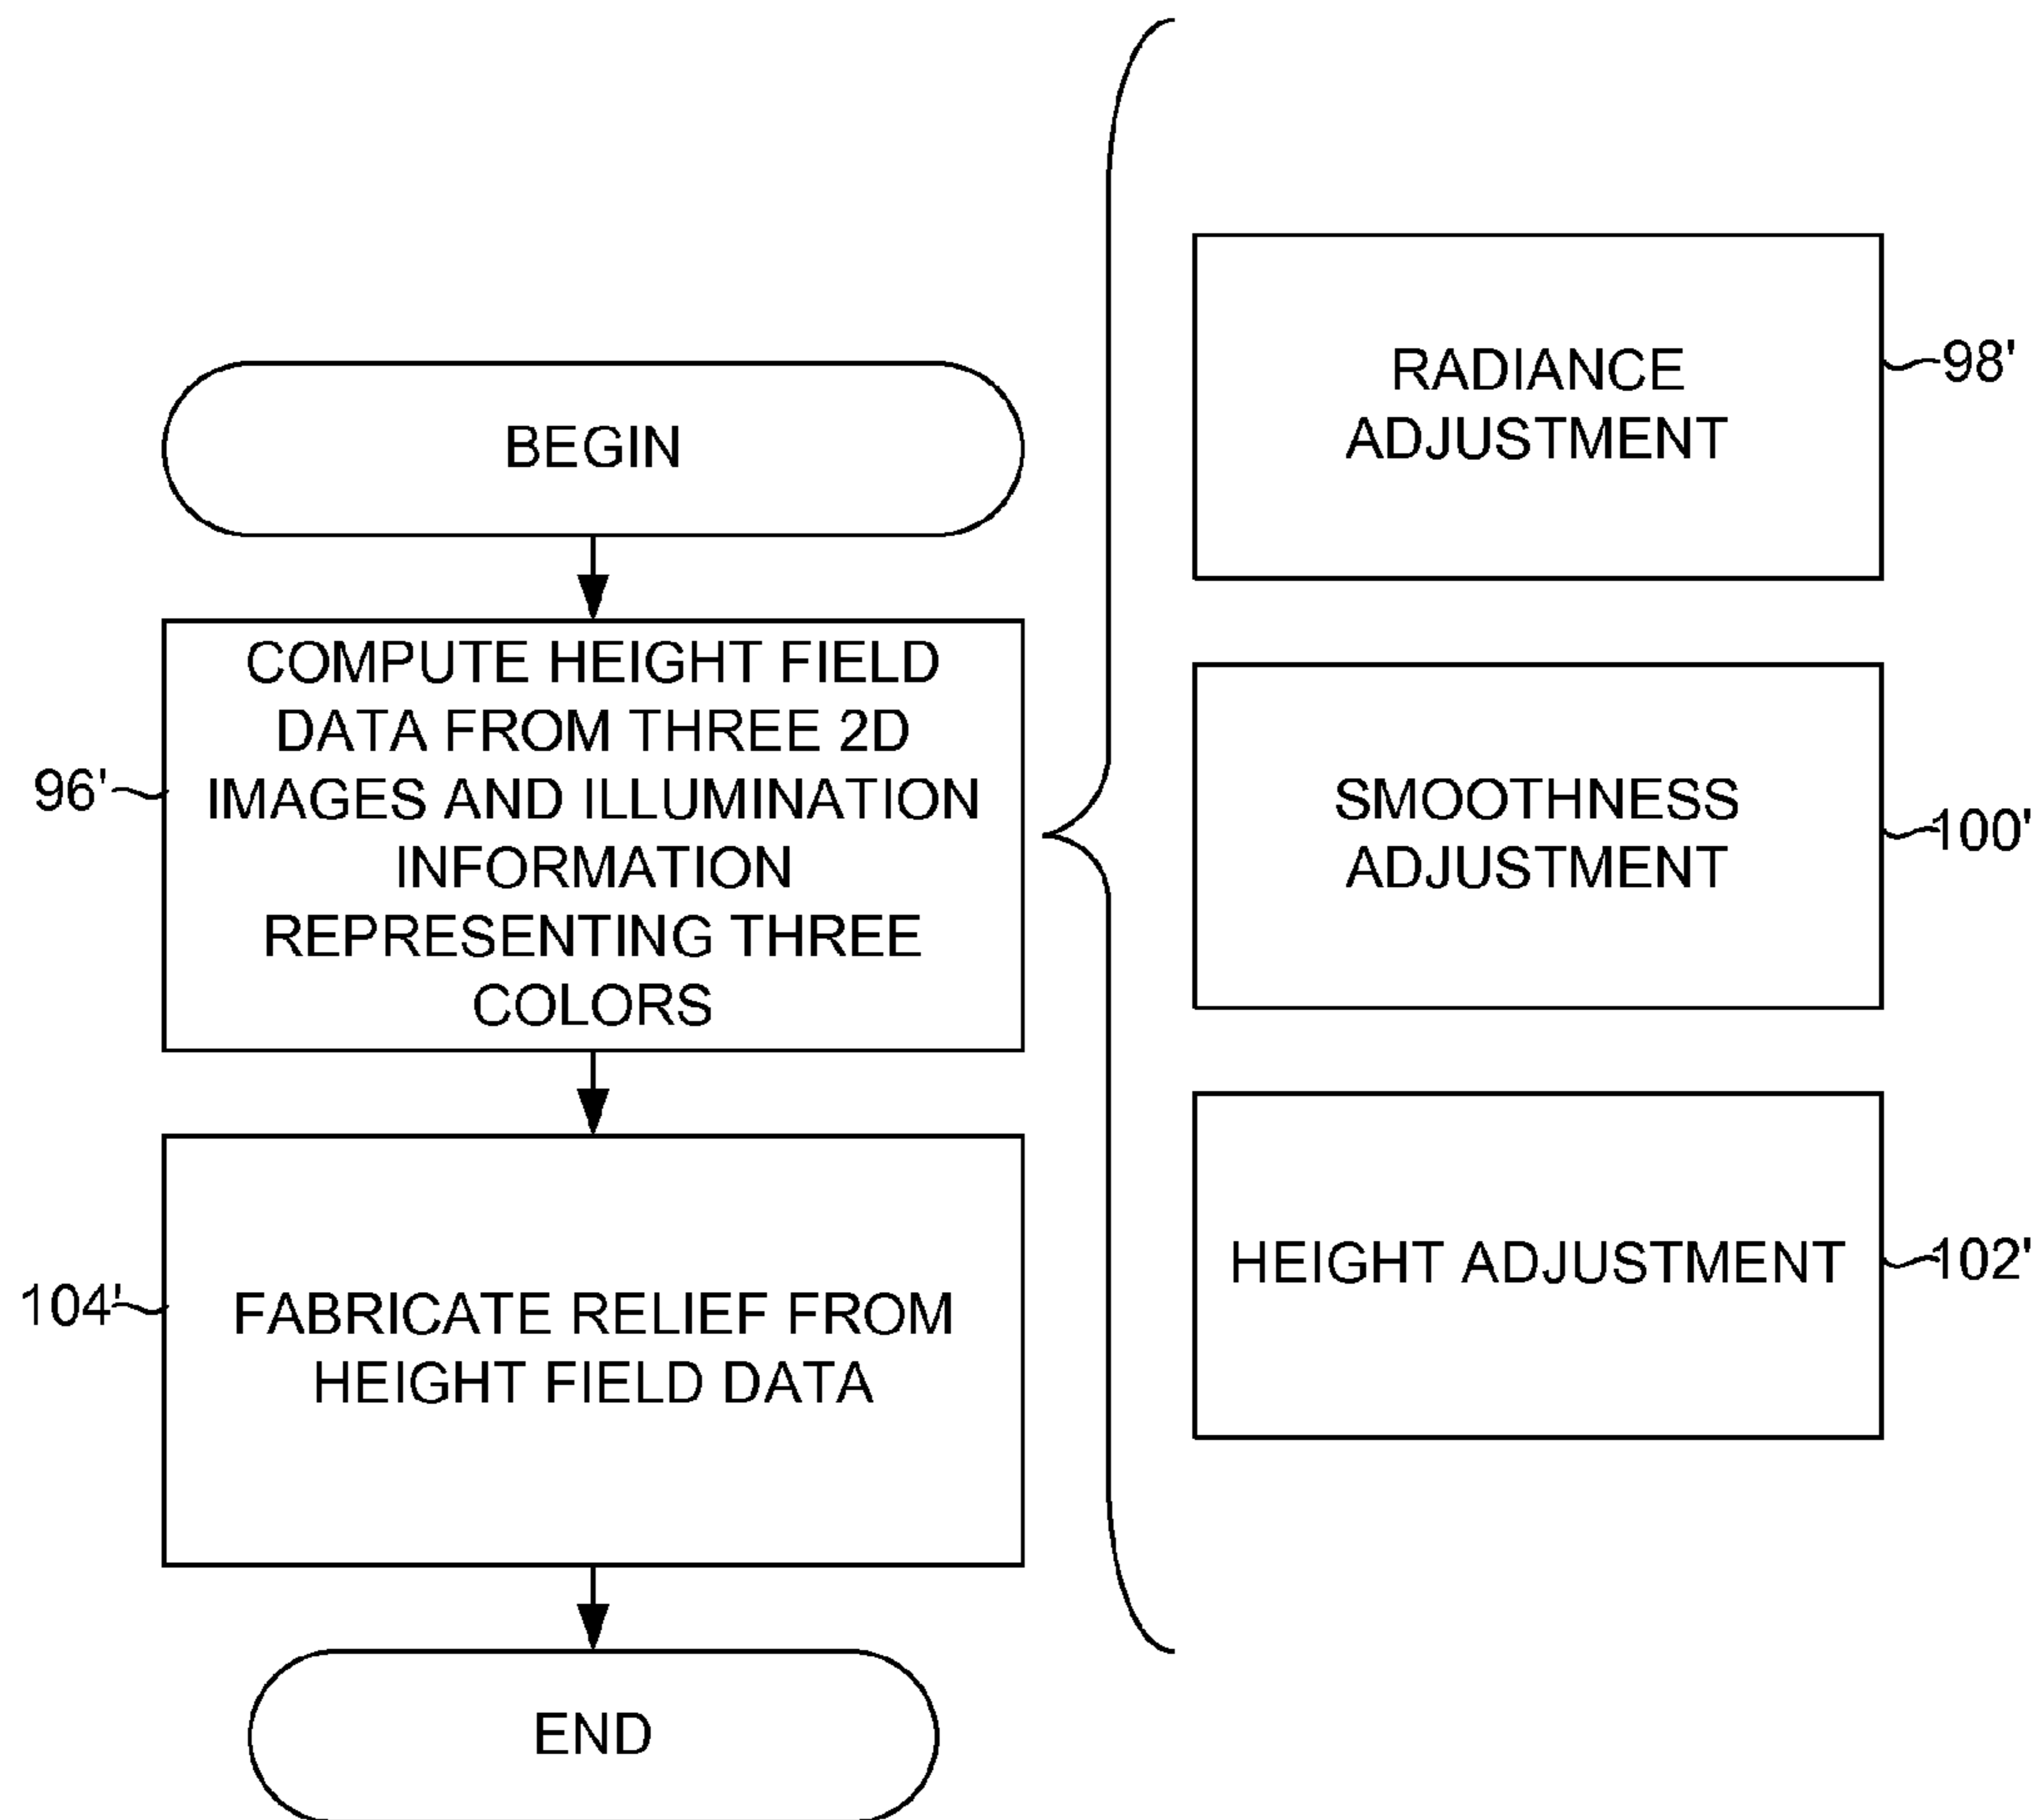 BEGIN
96'
COMPUTE HEIGHT FIELD
DATA FROM THREE 2D
IMAGES AND ILLUMINATION
INFORMATION
REPRESENTING THREE
COLORS
104'
FABRICATE RELIEF FROM
HEIGHT FIELD DATA
END
RADIANCE
ADJUSTMENT
98'
SMOOTHNESS
ADJUSTMENT
100'
HEIGHT ADJUSTMENT
102'